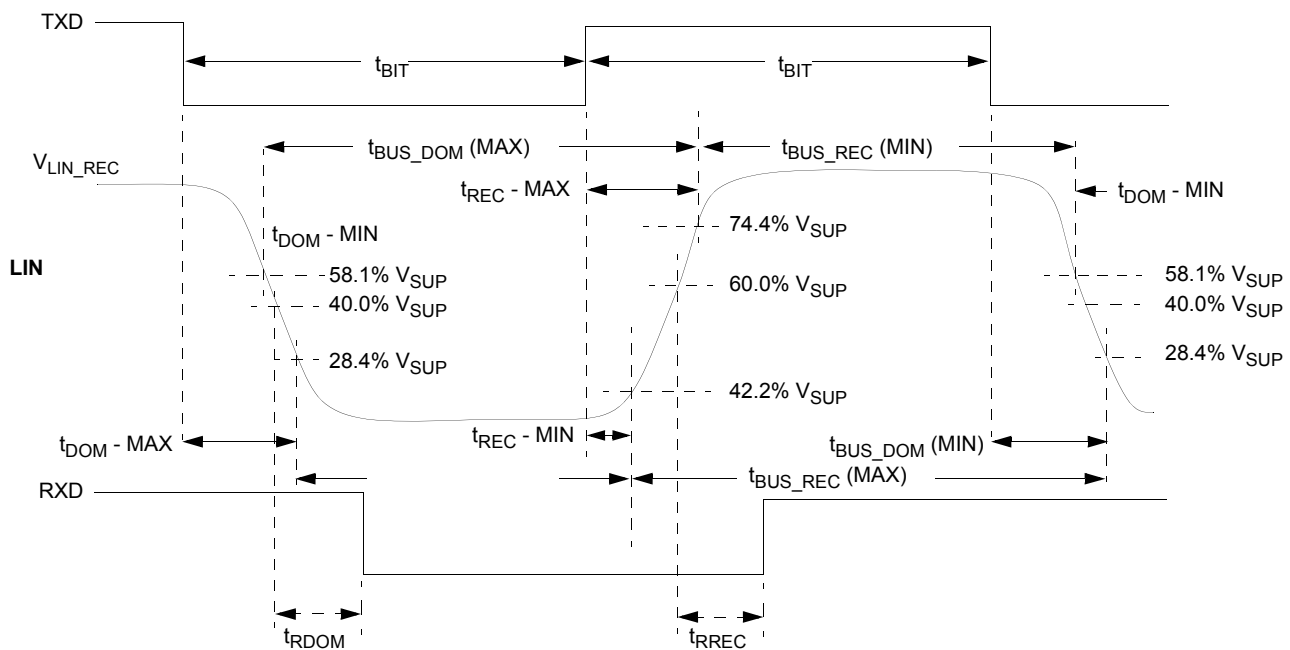 TXD
tBIT
tBIT
tBUS_DOM (MAX)
tBUS_REC (MIN)
VLIN_REC
tREC - MAX
tDOM - MIN
74.4% VSUP
tDOM - MIN
LIN
58.1% VSUP
60.0% VSUP
58.1% VSUP
40.0% VSUP
40.0% VSUP
28.4% VSUP
28.4% VSUP
42.2% VSUP
tDOM - MAX
tREC - MIN
tBUS_DOM (MIN)
tBUS_REC (MAX)
RXD
tRDOM
tRREC